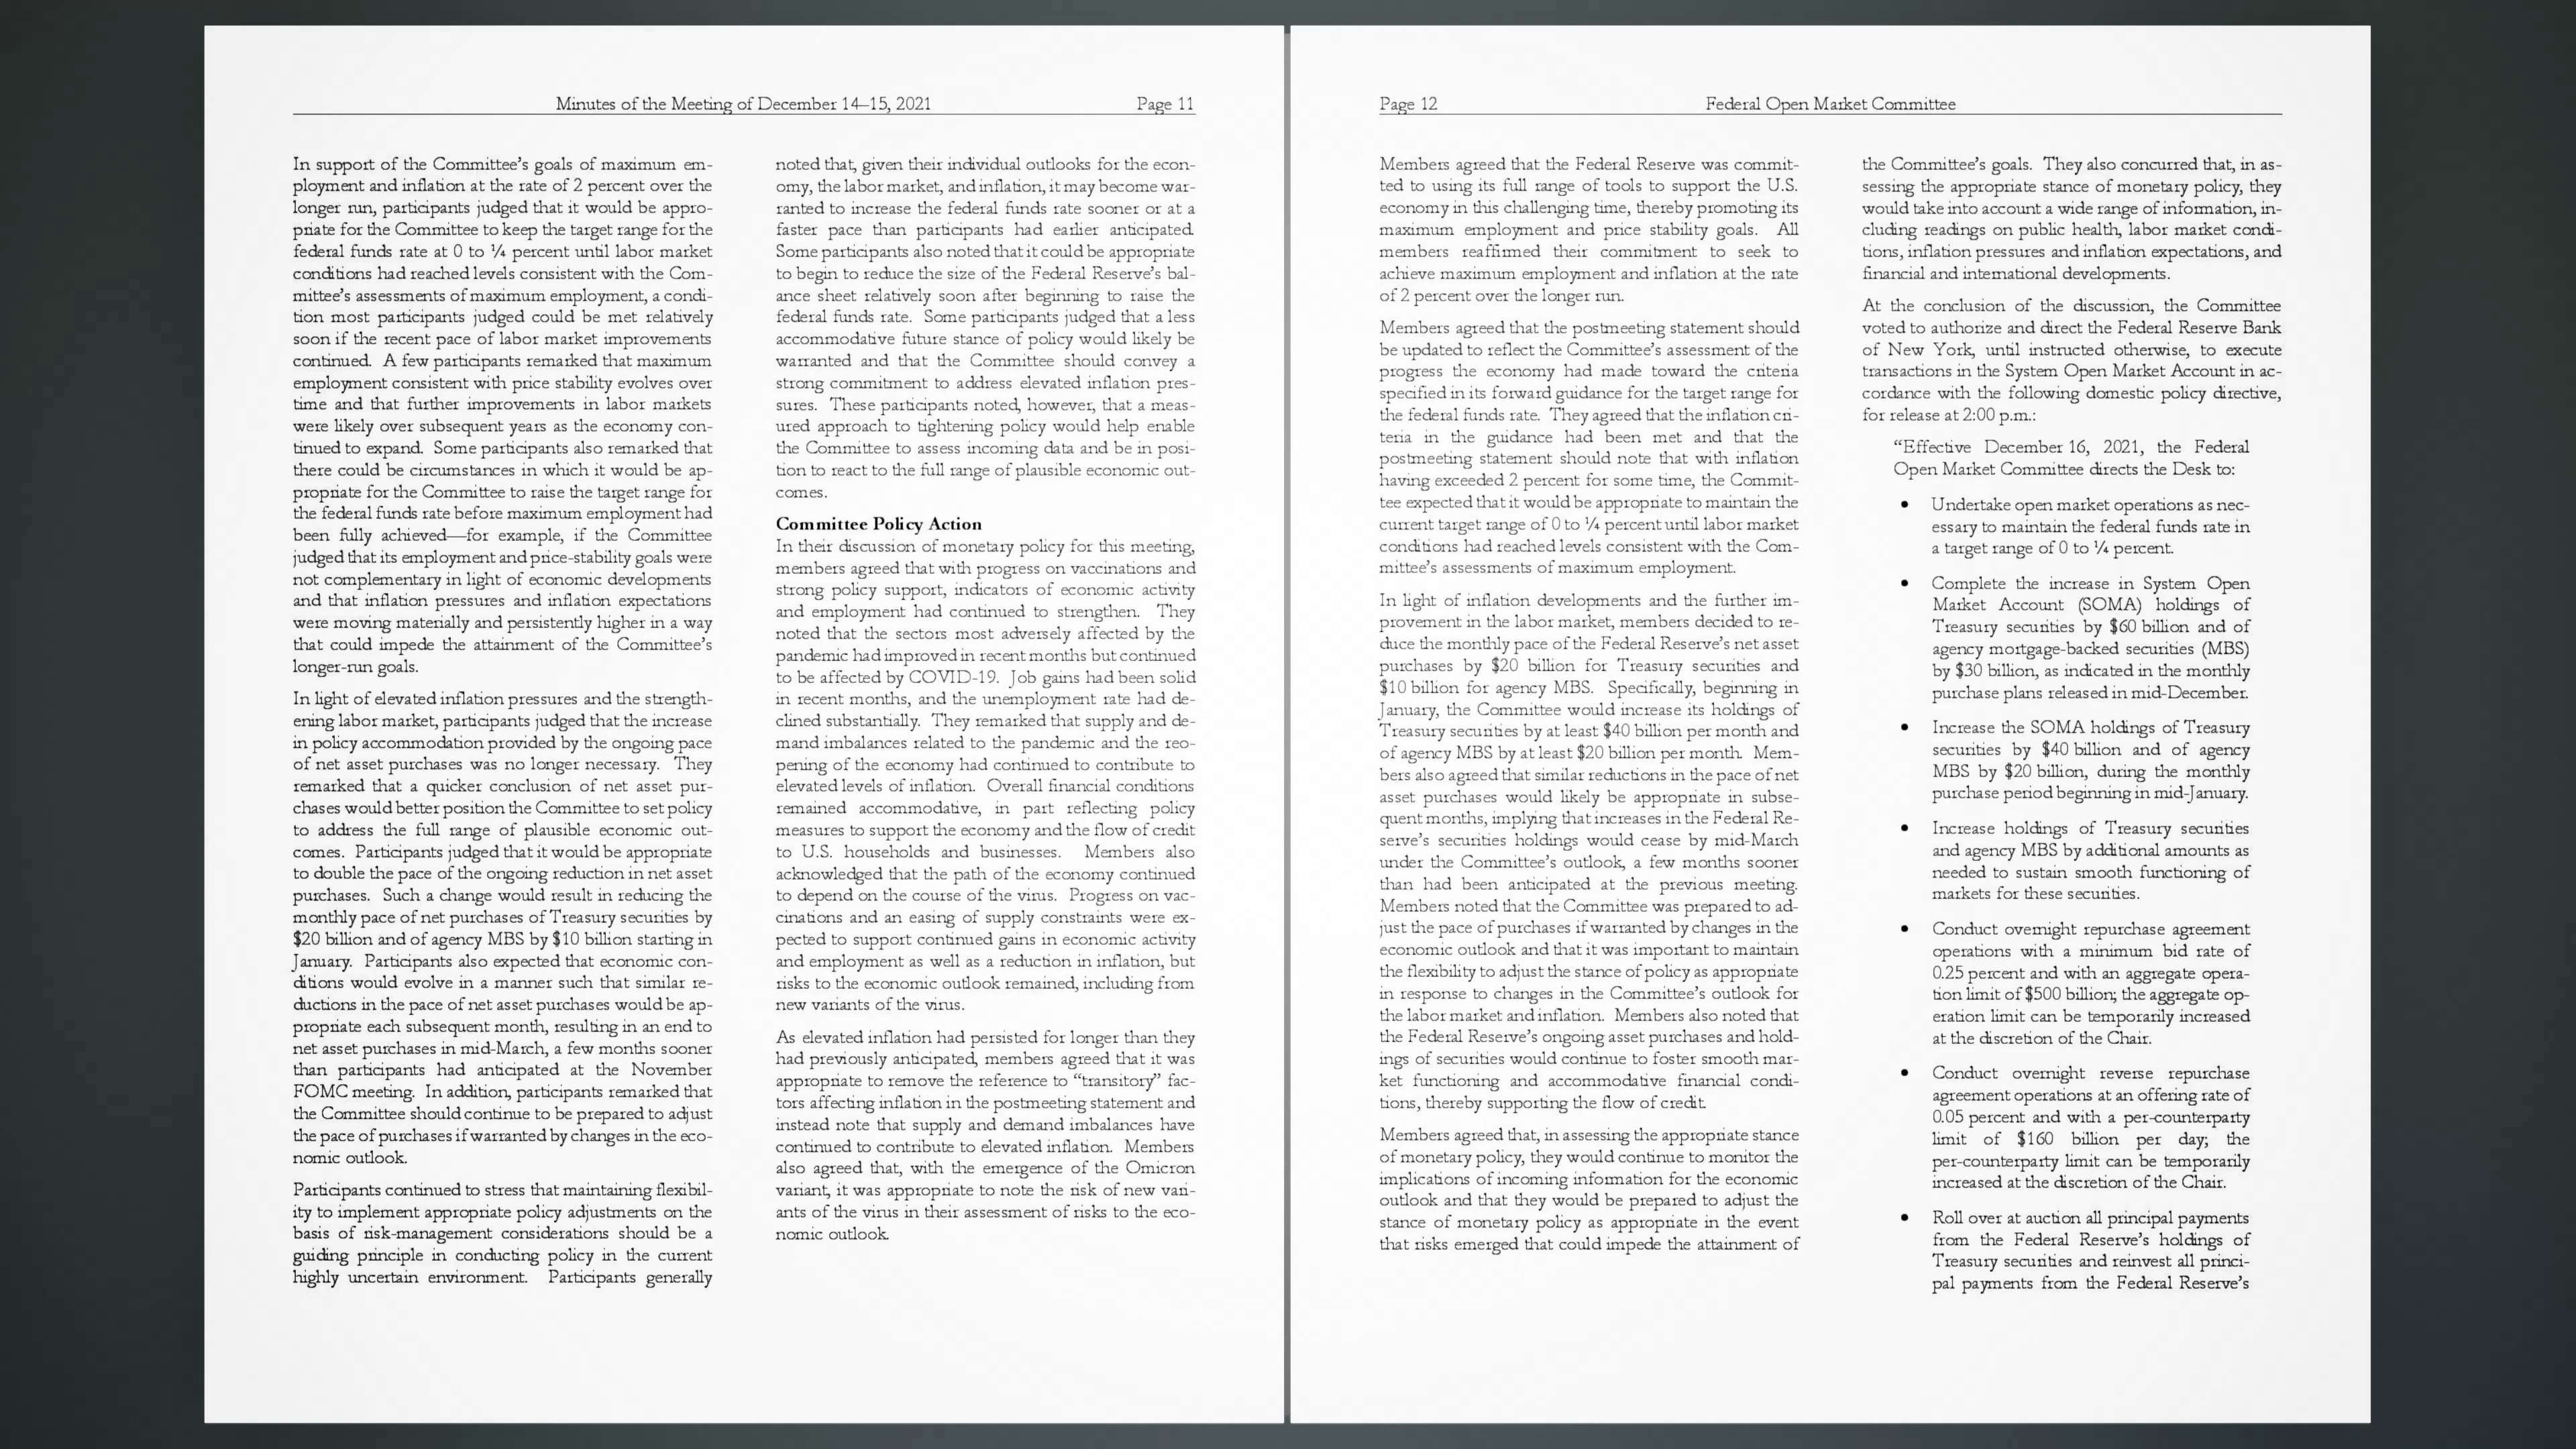 Minutes of the Meeting of December 14–15, 2021 Page 11
In support of the Committee's goals of maximum em-
ployment and inflation at the rate of 2 percent over the
longer run, participants judged that it would be appro-
priate for the Committee to keep the target range for the
federal funds rate at 0 to ¼ percent until labor market
conditions had reached levels consistent with the Com-
mittee's assessments of maximum employment, a condi-
tion most participants judged could be met relatively
soon if the recent pace of labor market improvements
continued. A few participants remarked that maximum
employment consistent with price stability evolves over
time and that further improvements in labor markets
were likely over subsequent years as the economy con-
tinued to expand. Some participants also remarked that
there could be circumstances in which it would be ap-
propriate for the Committee to raise the target range for
the federal funds rate before maximum employment had
been fully achieved—for example, if the Committee
judged that its employment and price-stability goals were
not complementary in light of economic developments
and that inflation pressures and inflation expectations
were moving materially and persistently higher in a way
that could impede the attainment of the Committee's
longer-run goals.
In light of elevated inflation pressures and the strength-
ening labor market, participants judged that the increase
in policy accommodation provided by the ongoing pace
of net asset purchases was no longer necessary. They
remarked that a quicker conclusion of net asset pur-
chases would better position the Committee to set policy
to address the full range of plausible economic out-
comes. Participants judged that it would be appropriate
to double the pace of the ongoing reduction in net asset
purchases. Such a change would result in reducing the
monthly pace of net purchases of Treasury securities by
$20 billion and of agency MBS by $10 billion starting in
January. Participants also expected that economic con-
ditions would evolve in a manner such that similar re-
ductions in the pace of net asset purchases would be ap-
propriate each subsequent month, resulting in an end to
net asset purchases in mid-March, a few months sooner
than participants had anticipated at the November
FOMC meeting. In addition, participants remarked that
the Committee should continue to be prepared to adjust
the pace of purchases if warranted by changes in the eco-
nomic outlook.
Participants continued to stress that maintaining flexibil-
ity to implement appropriate policy adjustments on the
basis of risk-management considerations should be a
guiding principle in conducting policy in the current
highly uncertain environment. Participants generally
noted that, given their individual outlooks for the econ-
omy, the labor market, and inflation, it may become war-
ranted to increase the federal funds rate sooner or at a
faster pace than participants had earlier anticipated.
Some participants also noted that it could be appropriate
to begin to reduce the size of the Federal Reserve's bal-
ance sheet relatively soon after beginning to raise the
federal funds rate. Some participants judged that a less
accommodative future stance of policy would likely be
warranted and that the Committee should convey a
strong commitment to address elevated inflation pres-
sures. These participants noted, however, that a meas-
ured approach to tightening policy would help enable
the Committee to assess incoming data and be in posi-
tion to react to the full range of plausible economic out-
comes.
Committee Policy Action
In their discussion of monetary policy for this meeting,
members agreed that with progress on vaccinations and
strong policy support, indicators of economic activity
and employment had continued to strengthen. They
noted that the sectors most adversely affected by the
pandemic had improved in recent months but continued
to be affected by COVID-19. Job gains had been solid
in recent months, and the unemployment rate had de-
clined substantially. They remarked that supply and de-
mand imbalances related to the pandemic and the reo-
pening of the economy had continued to contribute to
elevated levels of inflation. Overall financial conditions
remained accommodative, in part reflecting policy
measures to support the economy and the flow of credit
to U.S. households and businesses. Members also
acknowledged that the path of the economy continued
to depend on the course of the virus. Progress on vac-
cinations and an easing of supply constraints were ex-
pected to support continued gains in economic activity
and employment as well as a reduction in inflation, but
risks to the economic outlook remained, including from
new variants of the virus.
As elevated inflation had persisted for longer than they
had previously anticipated, members agreed that it was
appropriate to remove the reference to “transitory” fac-
tors affecting inflation in the postmeeting statement and
instead note that supply and demand imbalances have
continued to contribute to elevated inflation. Members
also agreed that, with the emergence of the Omicron
variant, it was appropriate to note the risk of new vari-
ants of the virus in their assessment of risks to the eco-
nomic outlook.
Page 12 Federal Open Market Committee
Members agreed that the Federal Reserve was commit-
ted to using its full range of tools to support the U.S.
economy in this challenging time, thereby promoting its
maximum employment and price stability goals. All
members reaffirmed their commitment to seek to
achieve maximum employment and inflation at the rate
of 2 percent over the longer run.
Members agreed that the postmeeting statement should
be updated to reflect the Committee's assessment of the
progress the economy had made toward the criteria
specified in its forward guidance for the target range for
the federal funds rate. They agreed that the inflation cri-
teria in the guidance had been met and that the
postmeeting statement should note that with inflation
having exceeded 2 percent for some time, the Commit-
tee expected that it would be appropriate to maintain the
current target range of 0 to ¼ percent until labor market
conditions had reached levels consistent with the Com-
mittee's assessments of maximum employment.
In light of inflation developments and the further im-
provement in the labor market, members decided to re-
duce the monthly pace of the Federal Reserve's net asset
purchases by $20 billion for Treasury securities and
$10 billion for agency MBS. Specifically, beginning in
January, the Committee would increase its holdings of
Treasury securities by at least $40 billion per month and
of agency MBS by at least $20 billion per month. Mem-
bers also agreed that similar reductions in the pace of net
asset purchases would likely be appropriate in subse-
quent months, implying that increases in the Federal Re-
serve's securities holdings would cease by mid-March
under the Committee's outlook, a few months sooner
than had been anticipated at the previous meeting.
Members noted that the Committee was prepared to ad-
just the pace of purchases if warranted by changes in the
economic outlook and that it was important to maintain
the flexibility to adjust the stance of policy as appropriate
in response to changes in the Committee's outlook for
the labor market and inflation. Members also noted that
the Federal Reserve's ongoing asset purchases and hold-
ings of securities would continue to foster smooth mar-
ket functioning and accommodative financial condi-
tions, thereby supporting the flow of credit.
Members agreed that, in assessing the appropriate stance
of monetary policy, they would continue to monitor the
implications of incoming information for the economic
outlook and that they would be prepared to adjust the
stance of monetary policy as appropriate in the event
that risks emerged that could impede the attainment of
the Committee's goals. They also concurred that, in as-
sessing the appropriate stance of monetary policy, they
would take into account a wide range of information, in-
cluding readings on public health, labor market condi-
tions, inflation pressures and inflation expectations, and
financial and international developments.
At the conclusion of the discussion, the Committee
voted to authorize and direct the Federal Reserve Bank
of New York, until instructed otherwise, to execute
transactions in the System Open Market Account in ac-
cordance with the following domestic policy directive,
for release at 2:00 p.m.:
“Effective December 16, 2021, the Federal
Open Market Committee directs the Desk to:
• Undertake open market operations as nec-
essary to maintain the federal funds rate in
a target range of 0 to ¼ percent.
• Complete the increase in System Open
Market Account (SOMA) holdings of
Treasury securities by $60 billion and of
agency mortgage-backed securities (MBS)
by $30 billion, as indicated in the monthly
purchase plans released in mid-December.
• Increase the SOMA holdings of Treasury
securities by $40 billion and of agency
MBS by $20 billion, during the monthly
purchase period beginning in mid-January.
• Increase holdings of Treasury securities
and agency MBS by additional amounts as
needed to sustain smooth functioning of
markets for these securities.
• Conduct overnight repurchase agreement
operations with a minimum bid rate of
0.25 percent and with an aggregate opera-
tion limit of $500 billion; the aggregate op-
eration limit can be temporarily increased
at the discretion of the Chair.
• Conduct overnight reverse repurchase
agreement operations at an offering rate of
0.05 percent and with a per-counterparty
limit of $160 billion per day; the
per-counterparty limit can be temporarily
increased at the discretion of the Chair.
• Roll over at auction all principal payments
from the Federal Reserve's holdings of
Treasury securities and reinvest all princi-
pal payments from the Federal Reserve's